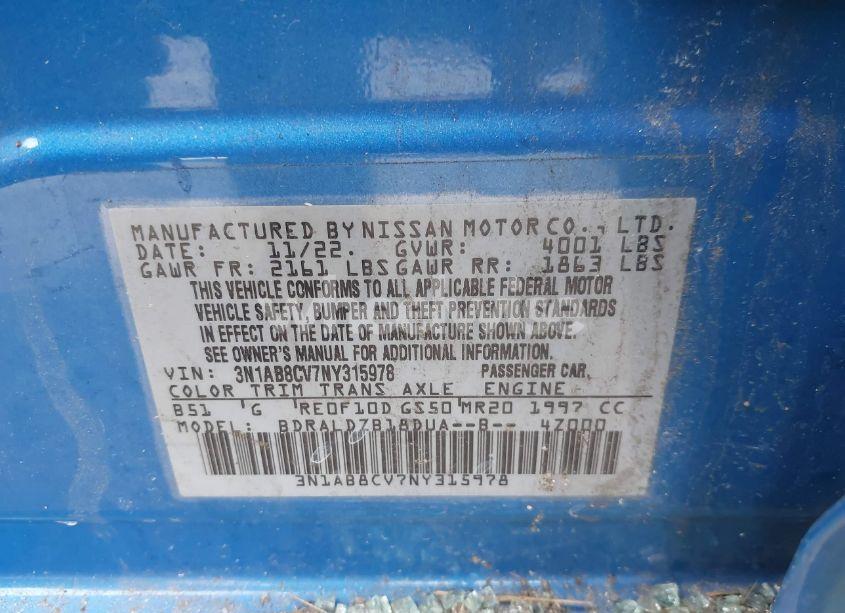 MANUFACTURED BY NISSAN MOTOR CO., LTD.
DATE: 11/22. GVWR: 4001 LBS
GAWR FR: 2161 LBS GAWR RR: 1863 LBS
THIS VEHICLE CONFORMS TO ALL APPLICABLE FEDERAL MOTOR
VEHICLE SAFETY, BUMPER AND THEFT PREVENTION STANDARDS
IN EFFECT ON THE DATE OF MANUFACTURE SHOWN ABOVE.
SEE OWNER'S MANUAL FOR ADDITIONAL INFORMATION.
VIN: 3N1AB8CV7NY315978 PASSENGER CAR.
COLOR TRIM TRANS AXLE ENGINE
B51 G RE0F10D GS50 MR20 1997 CC
MODEL: BDRALDZB18DUA--B-- 4Z000
3N1AB8CV7NY315978